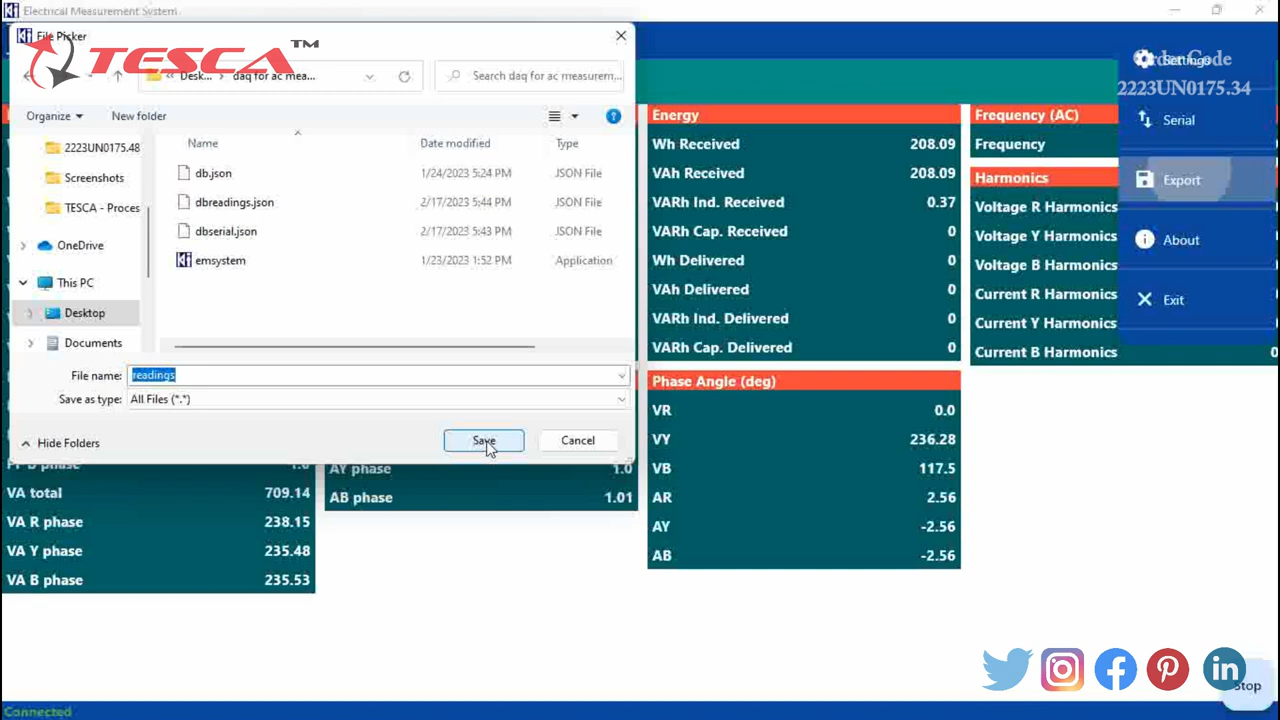 Electrical Measurement System
File Picker
TESCA™
Desk...
daq for ac mea...
Search daq for ac measurem...
Organize
New folder
Name
Date modified
Type
2223UN0175.48
Screenshots
TESCA - Proces
OneDrive
This PC
Desktop
Documents
db.json 1/24/2023 5:24 PM JSON File
dbreadings.json 2/17/2023 5:44 PM JSON File
dbserial.json 2/17/2023 5:43 PM JSON File
emsystem 1/23/2023 1:52 PM Application
File name: readings
Save as type: All Files (*.*)
Hide Folders
Save
Cancel
VA total 709.14
VA R phase 238.15
VA Y phase 235.48
VA B phase 235.53
AY phase 1.0
AB phase 1.01
Energy
Wh Received 208.09
VAh Received 208.09
VARh Ind. Received 0.37
VARh Cap. Received 0
Wh Delivered 0
VAh Delivered 0
VARh Ind. Delivered 0
VARh Cap. Delivered 0
Phase Angle (deg)
VR 0.0
VY 236.28
VB 117.5
AR 2.56
AY -2.56
AB -2.56
Frequency (AC)
Frequency
Harmonics
Voltage R Harmonics
Voltage Y Harmonics
Voltage B Harmonics
Current R Harmonics
Current Y Harmonics
Current B Harmonics 0
Order Code
2223UN0175.34
Settings
Serial
Export
About
Exit
Stop
Connected